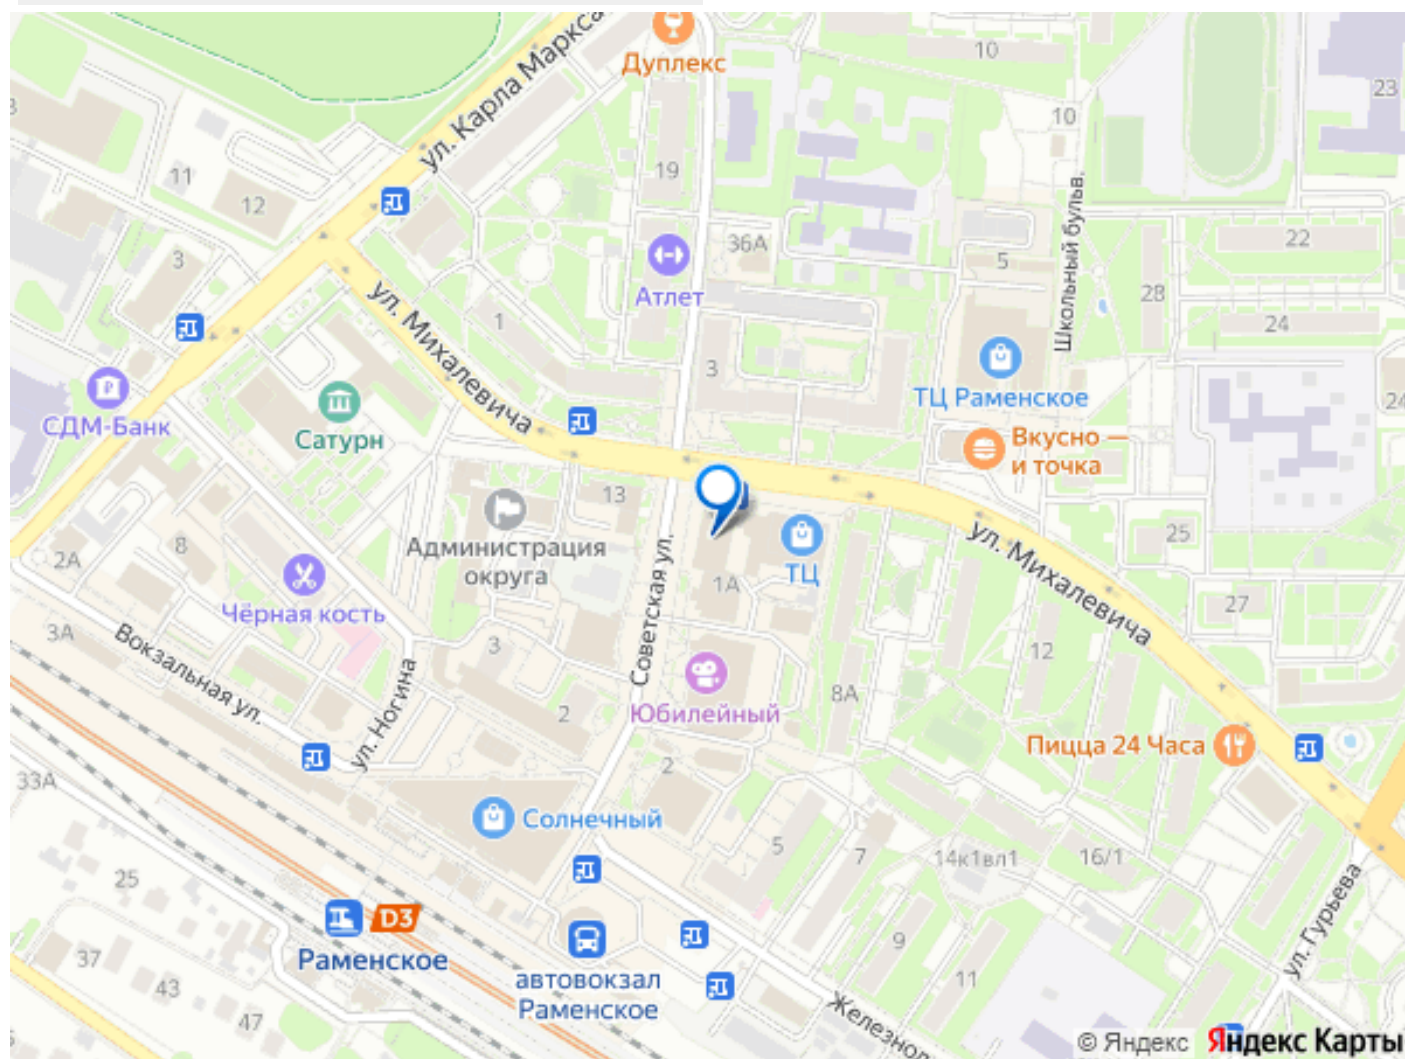 Дуплекс
10
23
ул. Карла Маркса
10
11
19
12
36А
22
3
5
28
Атлет
Школьный бульв.
1
24
ул. Михалевича
3
СДМ-Банк
Сатурн
ТЦ Раменское
24
Вкусно —
и точка
13
Администрация
округа
25
2А
8
ТЦ
ул. Михалевича
1А
Чёрная кость
27
Советская ул.
3А
Вокзальная ул.
3
12
ул. Ногина
8А
2
Юбилейный
Пицца 24 Часа
2
33А
Солнечный
5
7
14к1вл1
16/1
25
D3
Раменское
ул. Гурьева
9
37
автовокзал
Раменское
11
43
47
Железнод
© Яндекс Яндекс Карты